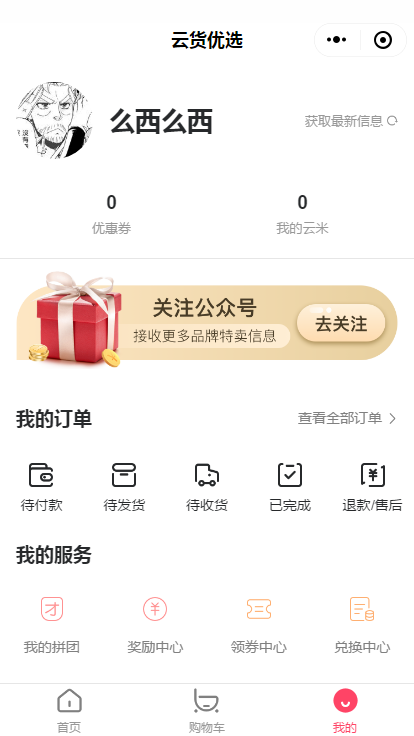 云货优选
么西么西
获取最新信息
0
0
优惠券
我的云米
关注公众号
接收更多品牌特卖信息
去关注
我的订单
查看全部订单
待付款
待发货
待收货
已完成
退款/售后
我的服务
我的拼团
奖励中心
领券中心
兑换中心
首页
购物车
我的